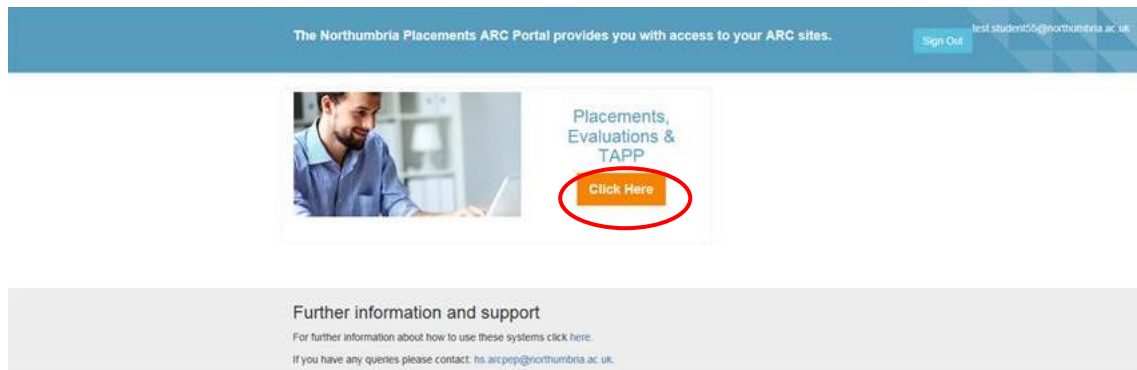 The Northumbria Placements ARC Portal provides you with access to your ARC sites.
Sign Out
test.student55@northumbria.ac.uk
Placements,
Evaluations &
TAPP
Click Here
Further information and support
For further information about how to use these systems click here.
If you have any queries please contact: hs.arcpep@northumbria.ac.uk.